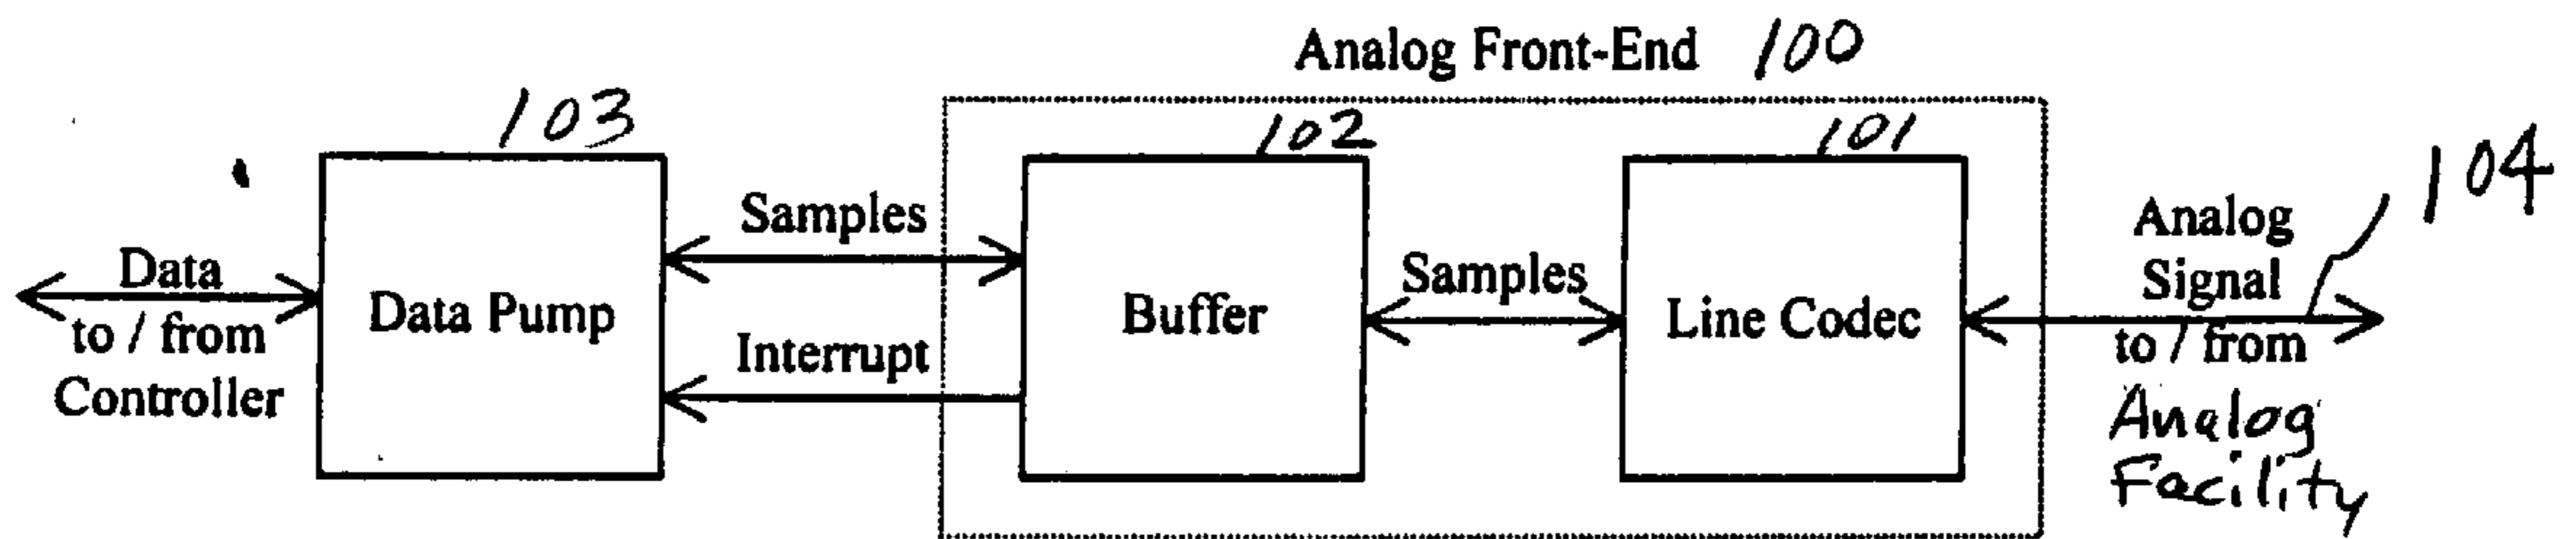 Analog Front-End 100
103
102
101
104
Data
to / from
Controller
Data Pump
Samples
Interrupt
Buffer
Samples
Line Codec
Analog
Signal
to / from
Analog
Facility